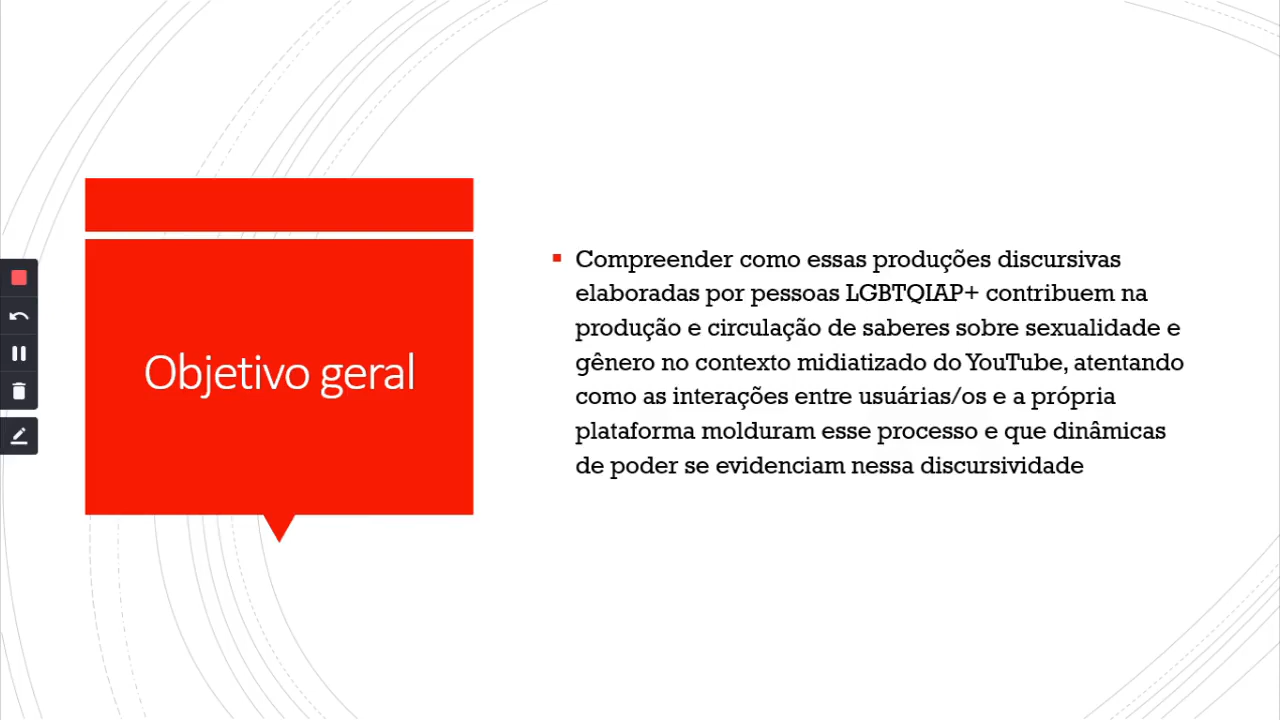 Objetivo geral
Compreender como essas produções discursivas
elaboradas por pessoas LGBTQIAP+ contribuem na
produção e circulação de saberes sobre sexualidade e
gênero no contexto midiatizado do YouTube, atentando
como as interações entre usuárias/os e a própria
plataforma molduram esse processo e que dinâmicas
de poder se evidenciam nessa discursividade